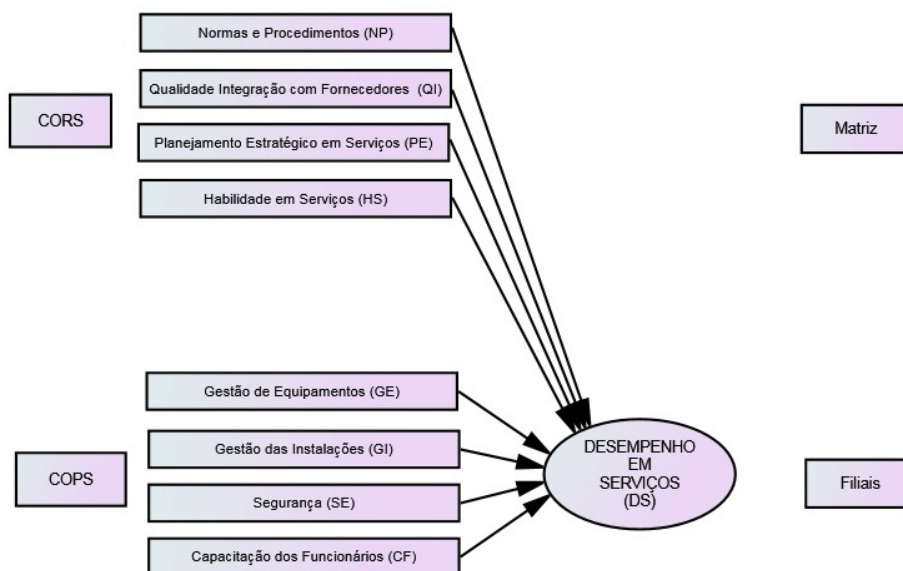 Normas e Procedimentos (NP)
Qualidade Integração com Fornecedores (QI)
CORS
Planejamento Estratégico em Serviços (PE)
Habilidade em Serviços (HS)
Matriz
Gestão de Equipamentos (GE)
Gestão das Instalações (GI)
COPS
Segurança (SE)
Capacitação dos Funcionários (CF)
DESEMPENHO
EM
SERVIÇOS
(DS)
Filiais